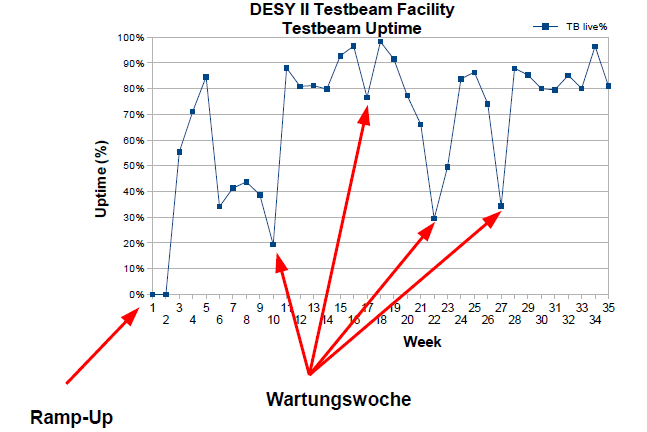 DESY II Testbeam Facility
Testbeam Uptime
TB live%
100%
90%
80%
70%
60%
50%
40%
30%
20%
10%
0%
Uptime (%)
1 3 5 7 9 11 13 15 17 19 21 23 25 27 29 31 33 35
2 4 6 8 10 12 14 16 18 20 22 24 26 28 30 32 34
Week
Wartungswoche
Ramp-Up